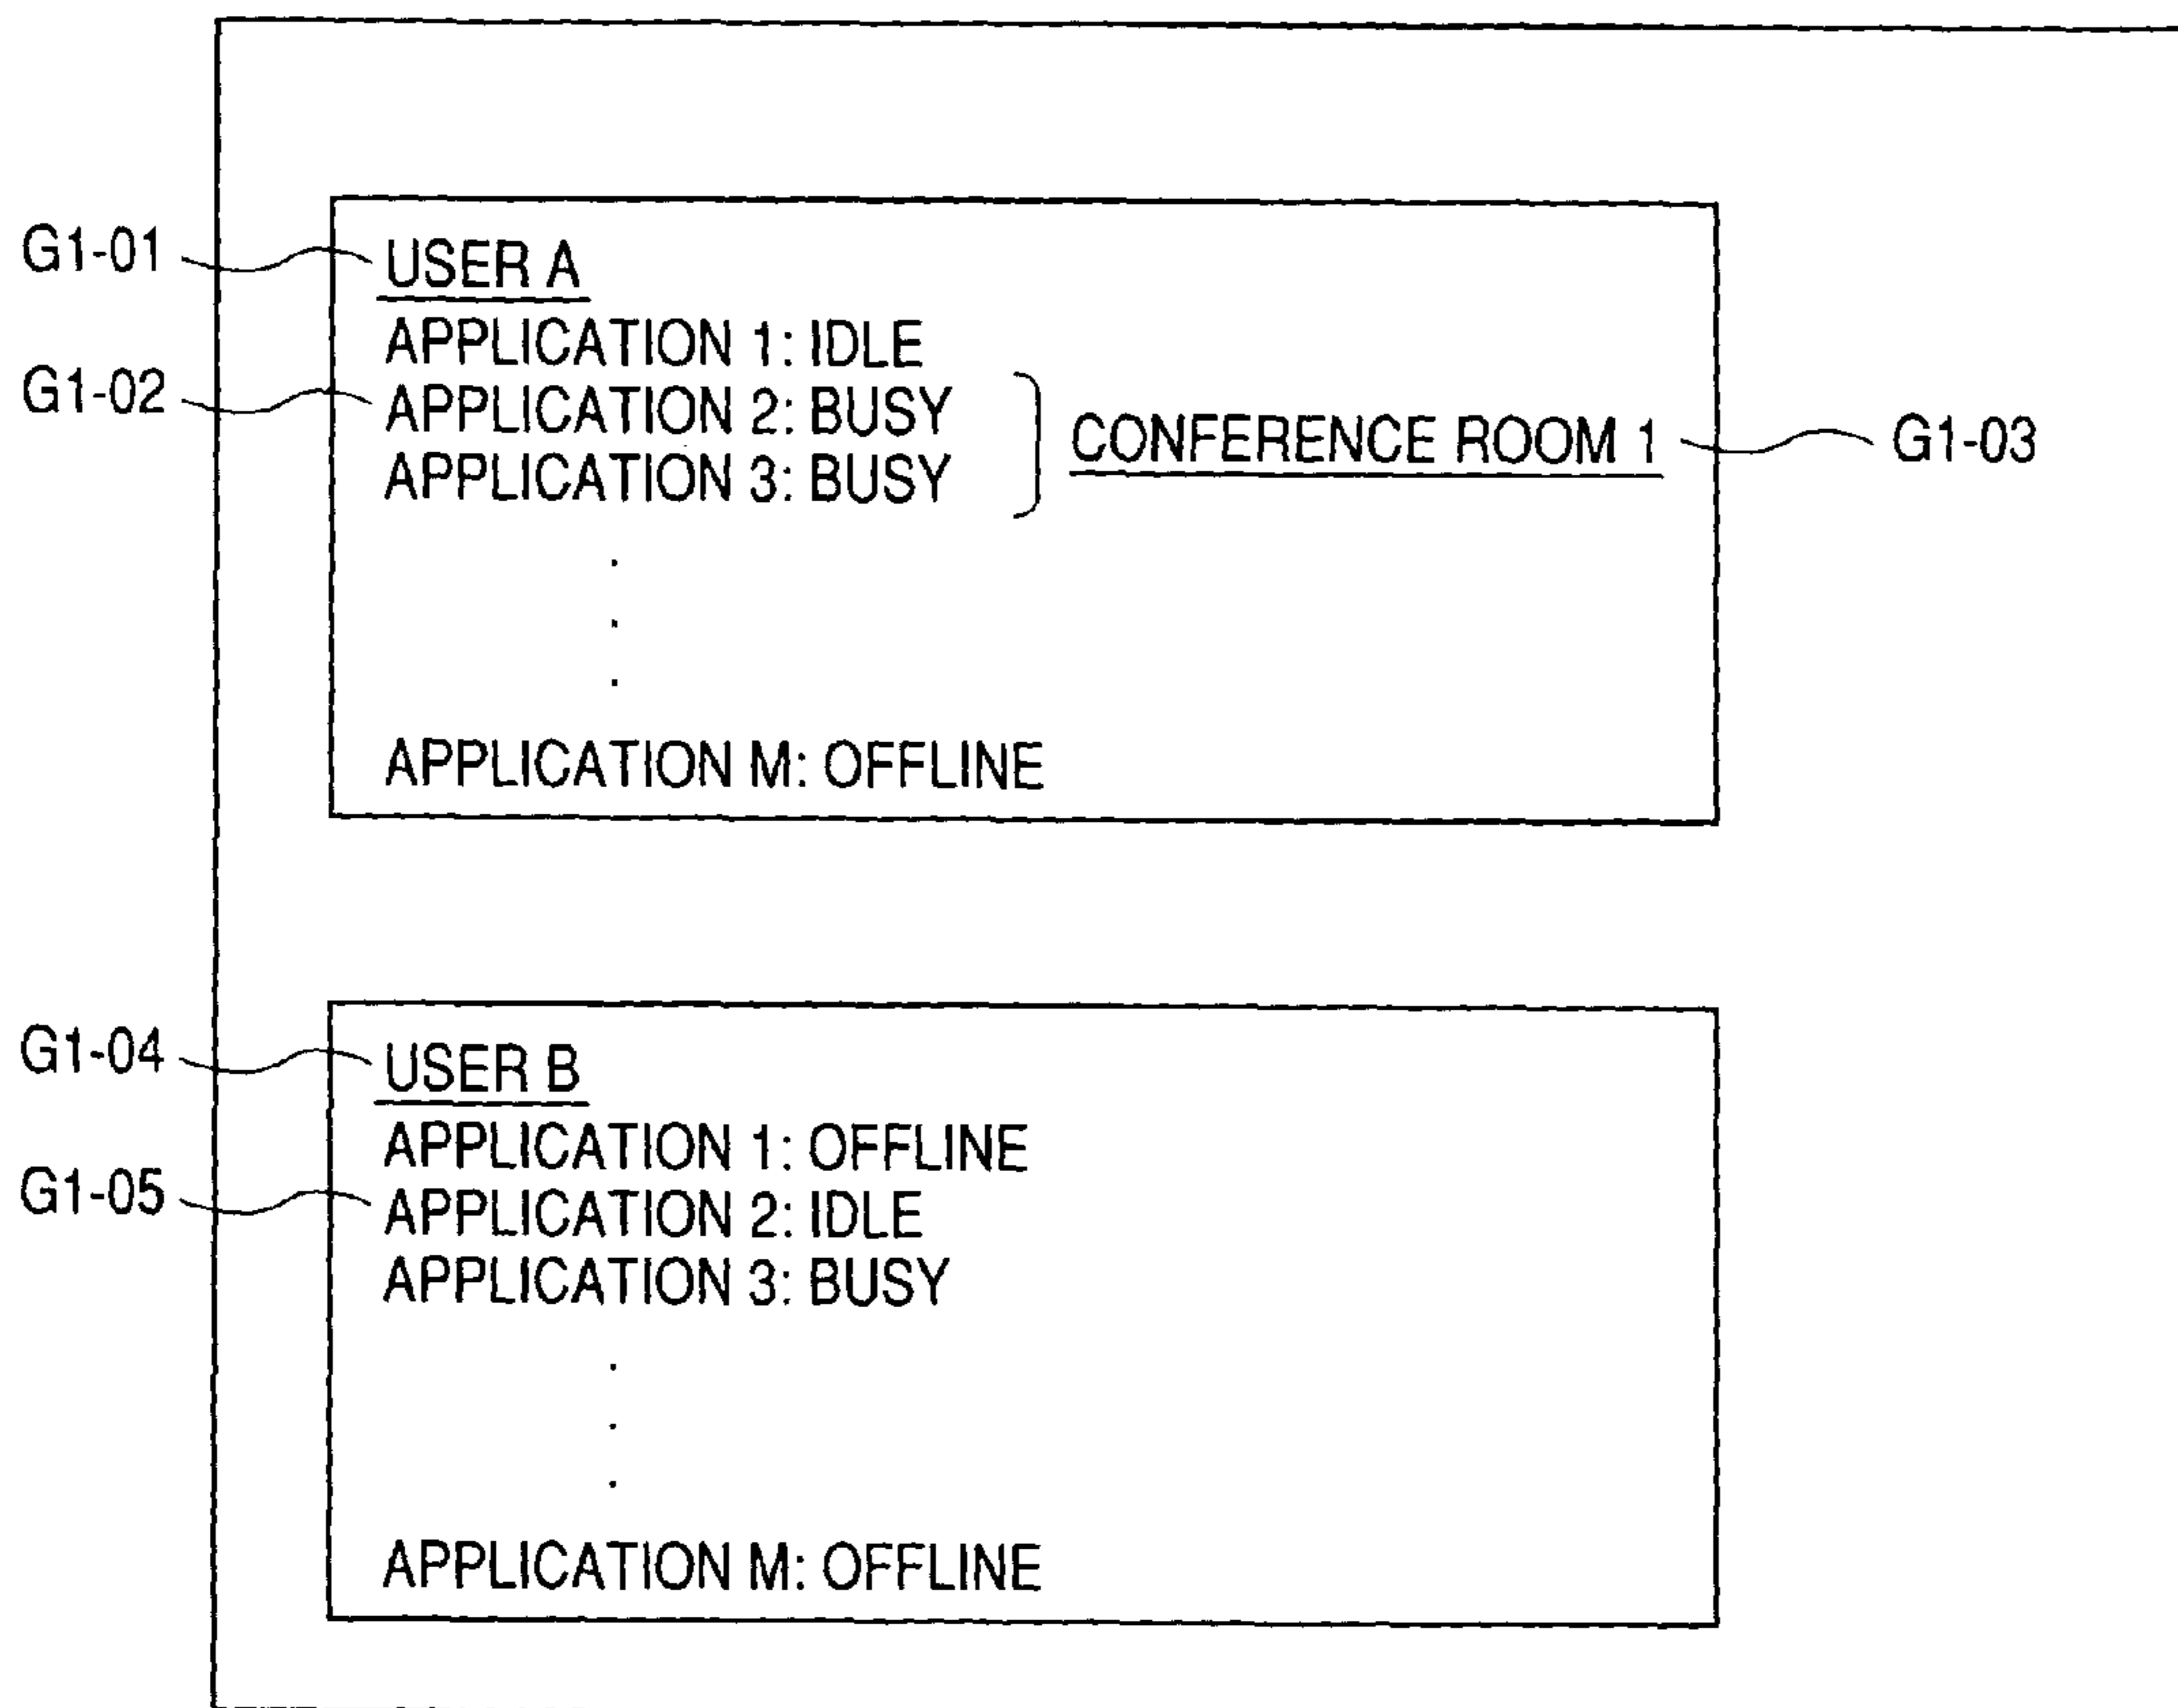 G1-01
USER A
APPLICATION 1: IDLE
G1-02
APPLICATION 2: BUSY
APPLICATION 3: BUSY
CONFERENCE ROOM 1
G1-03
.
.
.
APPLICATION M: OFFLINE
G1-04
USER B
APPLICATION 1: OFFLINE
G1-05
APPLICATION 2: IDLE
APPLICATION 3: BUSY
.
.
.
APPLICATION M: OFFLINE